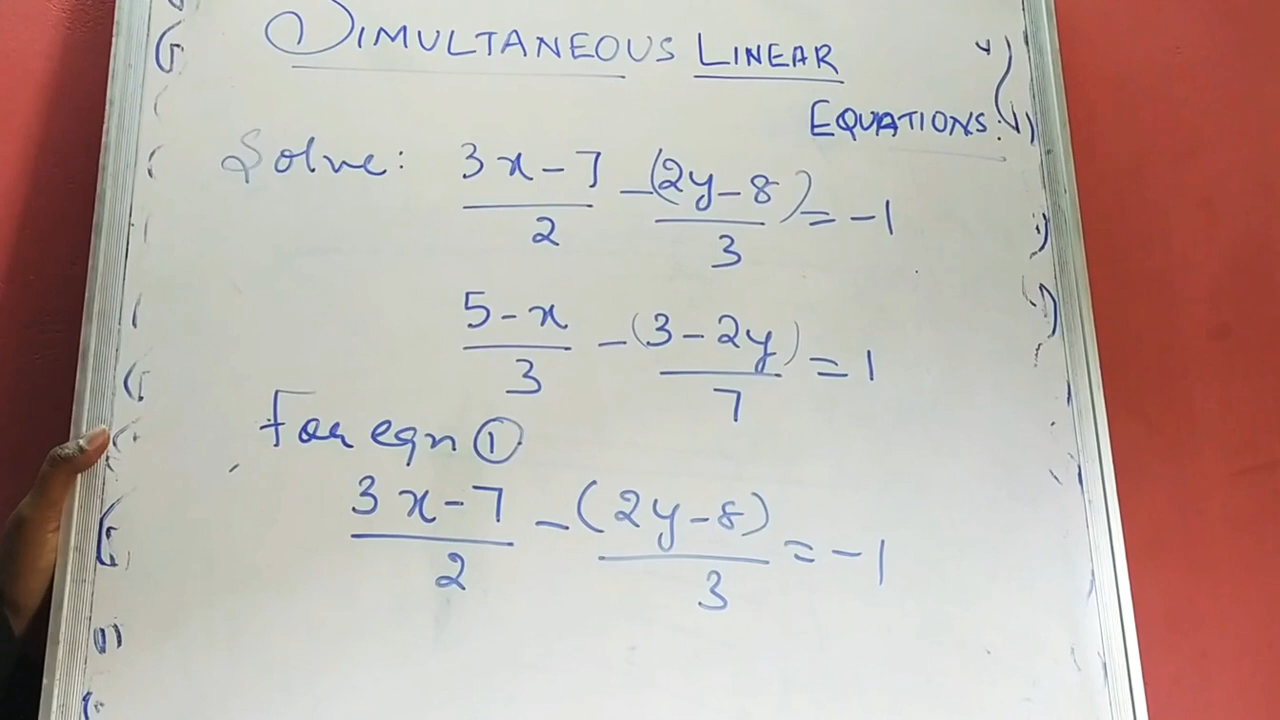 SIMULTANEOUS LINEAR
EQUATIONS.
Solve: (3x-7)/2 - (2y-8)/3 = -1
(5-x)/3 - (3-2y)/7 = 1
For eqn ①
(3x-7)/2 - (2y-8)/3 = -1